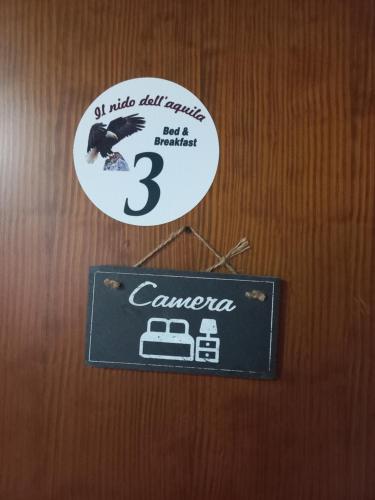 Il nido dell'aquila
Bed &
Breakfast
3
Camera